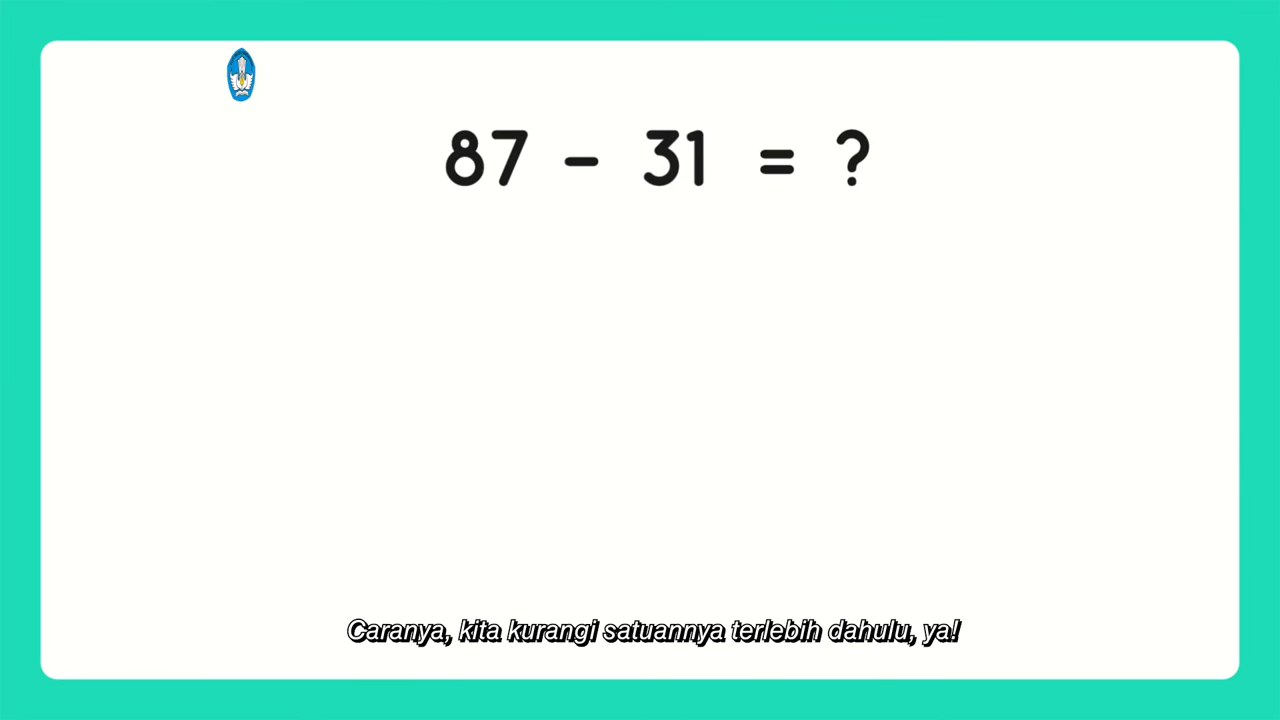 87 - 31 = ?
Caranya, kita kurangi satuannya terlebih dahulu, ya!